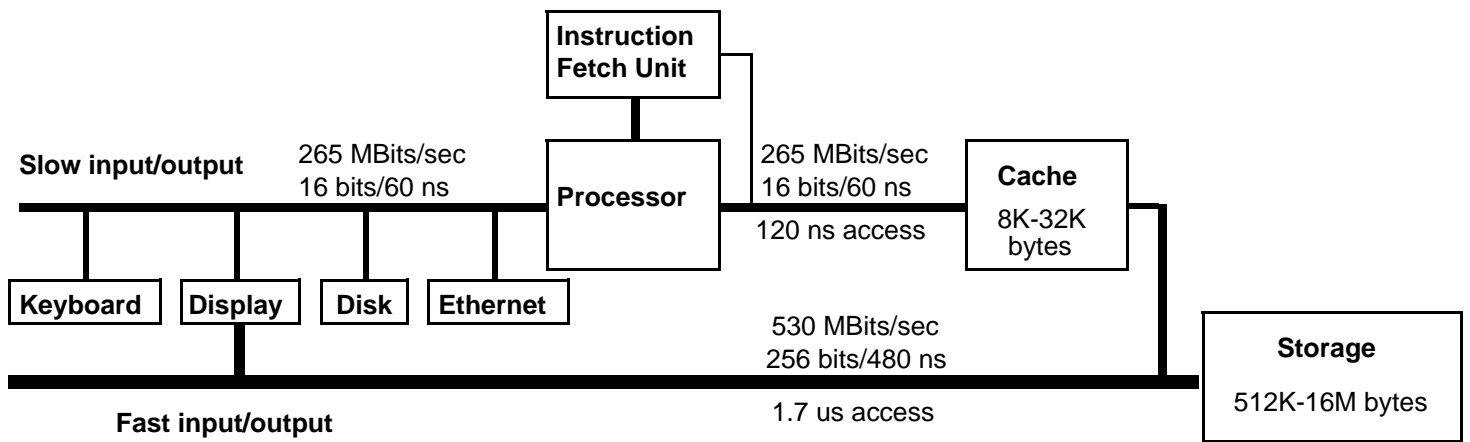 Instruction
Fetch Unit
Slow input/output
265 MBits/sec
16 bits/60 ns
Processor
265 MBits/sec
16 bits/60 ns
120 ns access
Cache
8K-32K
bytes
Keyboard
Display
Disk
Ethernet
530 MBits/sec
256 bits/480 ns
1.7 us access
Storage
512K-16M bytes
Fast input/output